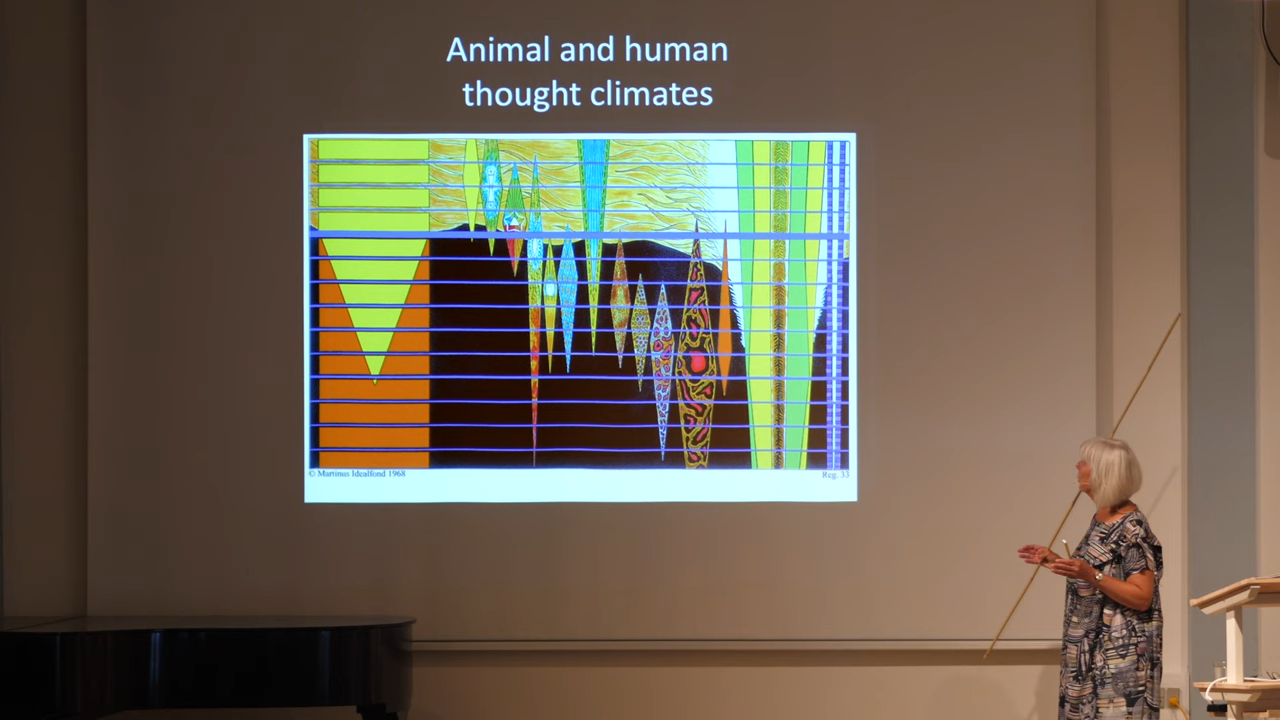 Animal and human
thought climates
© Martinus Idealfond 1968
Reg. 33